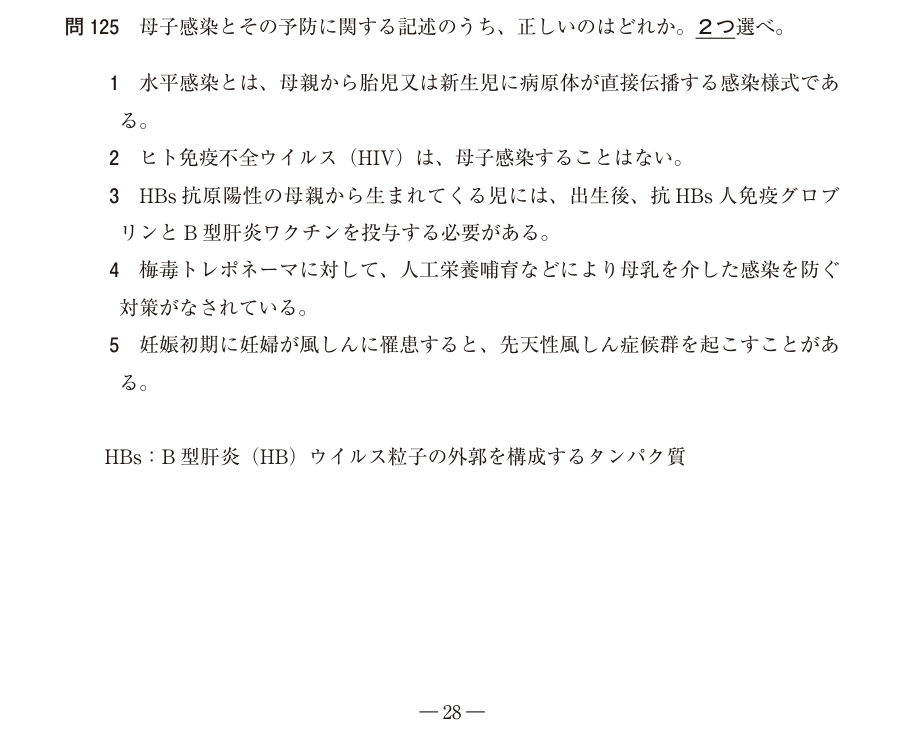 問 125 母子感染とその予防に関する記述のうち、正しいのはどれか。２つ選べ。
1 水平感染とは、母親から胎児又は新生児に病原体が直接伝播する感染様式であ
る。
2 ヒト免疫不全ウイルス（HIV）は、母子感染することはない。
3 HBs 抗原陽性の母親から生まれてくる児には、出生後、抗 HBs 人免疫グロブ
リンと B 型肝炎ワクチンを投与する必要がある。
4 梅毒トレポネーマに対して、人工栄養哺育などにより母乳を介した感染を防ぐ
対策がなされている。
5 妊娠初期に妊婦が風しんに罹患すると、先天性風しん症候群を起こすことがあ
る。
HBs：B 型肝炎（HB）ウイルス粒子の外郭を構成するタンパク質
― 28 ―